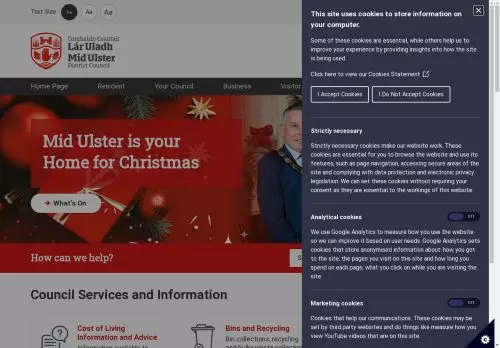 Text Size
Aa
Aa
Aa
Comhairle Ceantair
Lár Uladh
Mid Ulster
District Council
Home Page
Resident
Your Council
Business
Visitor
Mid Ulster is your
Home for Christmas
What's On
How can we help?
S
Council Services and Information
Cost of Living
Information and Advice
Information available to
Bins and Recycling
Bin collections, recycling
and bulky waste collection
This site uses cookies to store information on
your computer.
Some of these cookies are essential, while others help us to
improve your experience by providing insights into how the site
is being used.
Click here to view our Cookies Statement
I Accept Cookies
I Do Not Accept Cookies
Strictly necessary
Strictly necessary cookies make our website work. These
cookies are essential for you to browse the website and use its
features, such as page navigation, accessing secure areas of the
site and complying with data protection and electronic privacy
legislation. We can set these cookies without requiring your
consent as they are essential to the workings of this website
Analytical cookies
Off
We use Google Analytics to measure how you use the website
so we can improve it based on user needs. Google Analytics sets
cookies that store anonymised information about: how you got
to the site; the pages you visit on this site and how long you
spend on each page; what you click on while you are visiting the
site.
Marketing cookies
Off
Cookies that help our communications. These cookies may be
set by third party websites and do things like measure how you
view YouTube videos that are on this site.